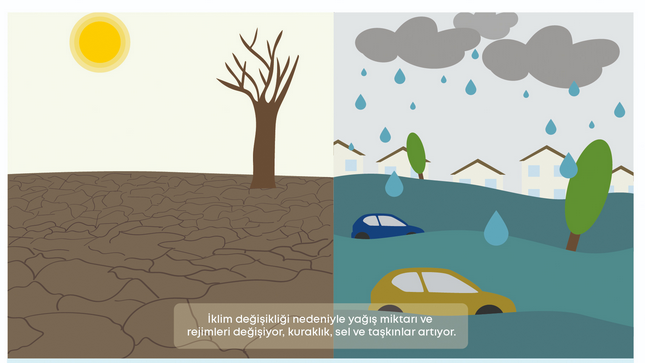 İklim değişikliği nedeniyle yağış miktarı ve
rejimleri değişiyor, kuraklık, sel ve taşkınlar artıyor.